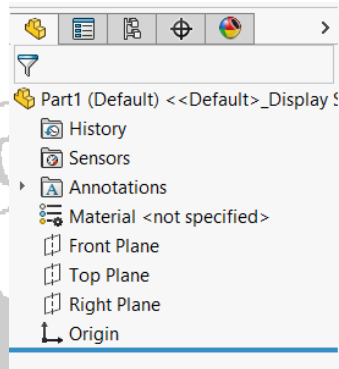 Part1 (Default) <<Default>_Display S
History
Sensors
A Annotations
Material <not specified>
Front Plane
Top Plane
Right Plane
Origin